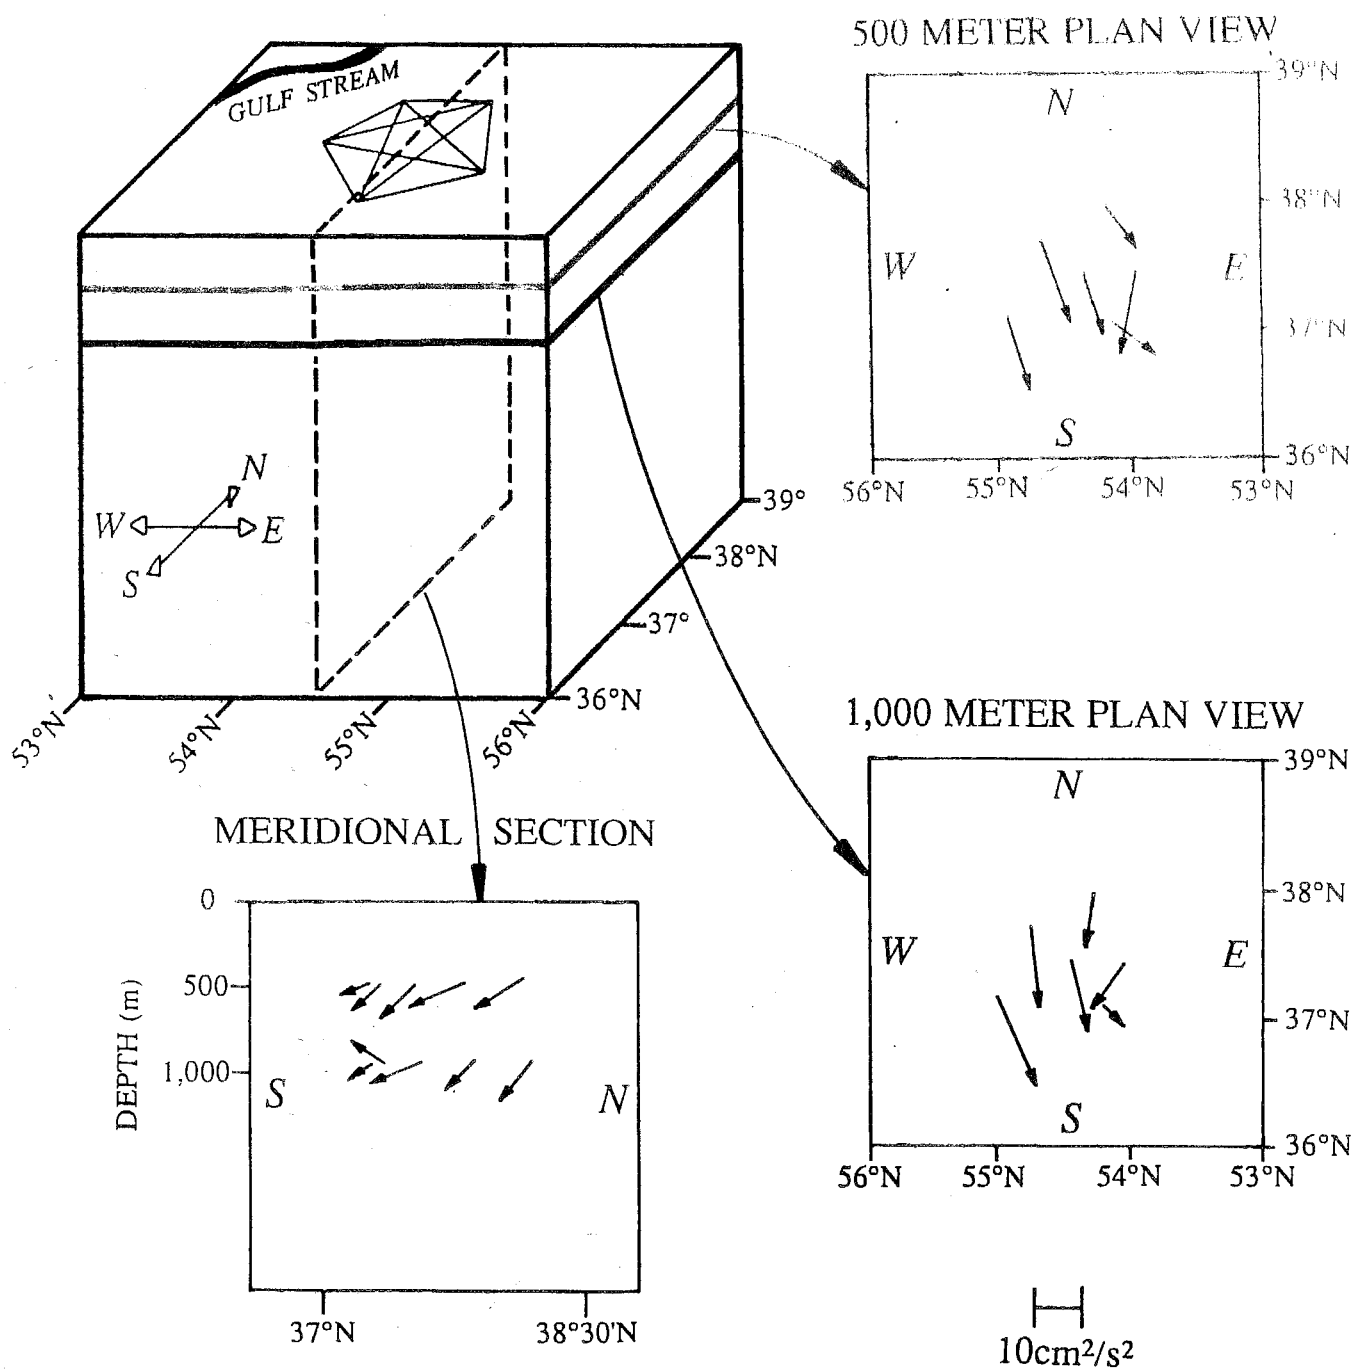 500 METER PLAN VIEW
GULF STREAM
39°N
N
38°N
W
E
37°N
S
36°N
56°N
55°N
54°N
53°N
N
W
E
S
39°
38°N
37°
36°N
53°N
54°N
55°N
56°N
1,000 METER PLAN VIEW
39°N
N
38°N
W
E
37°N
S
36°N
56°N
55°N
54°N
53°N
MERIDIONAL SECTION
0
500
1,000
DEPTH (m)
S
N
37°N
38°30'N
10cm²/s²